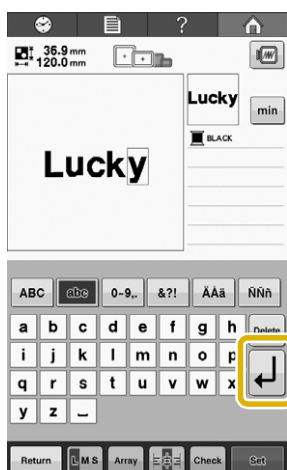 ?
36.9 mm
120.0 mm
Lucky
min
BLACK
Lucky
ABC abc 0~9,. &?! ÄÀä ÑÑñ
a b c d e f g h Delete
i j k l m n o p
q r s t u v w x
y z
Return L M S Array Check Set